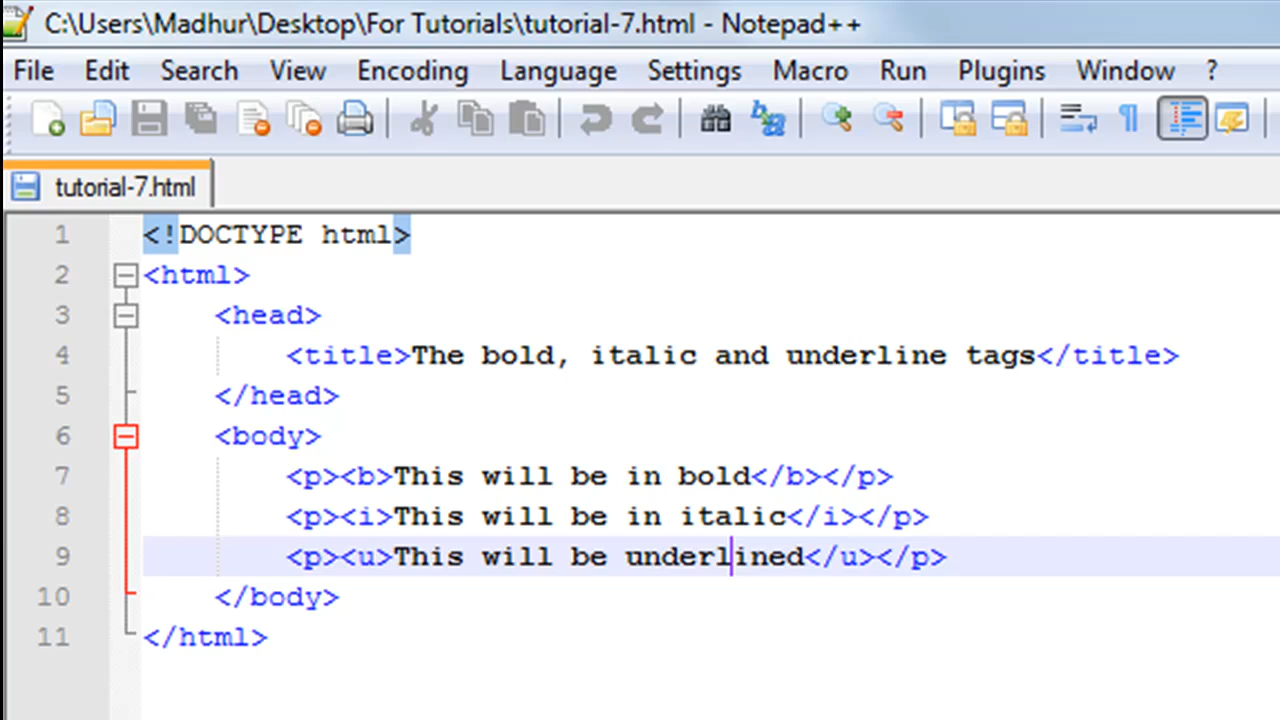 C:\Users\Madhur\Desktop\For Tutorials\tutorial-7.html - Notepad++
File Edit Search View Encoding Language Settings Macro Run Plugins Window ?
tutorial-7.html
1 <!DOCTYPE html>
2 <html>
3 <head>
4 <title>The bold, italic and underline tags</title>
5 </head>
6 <body>
7 <p><b>This will be in bold</b></p>
8 <p><i>This will be in italic</i></p>
9 <p><u>This will be underlined</u></p>
10 </body>
11 </html>